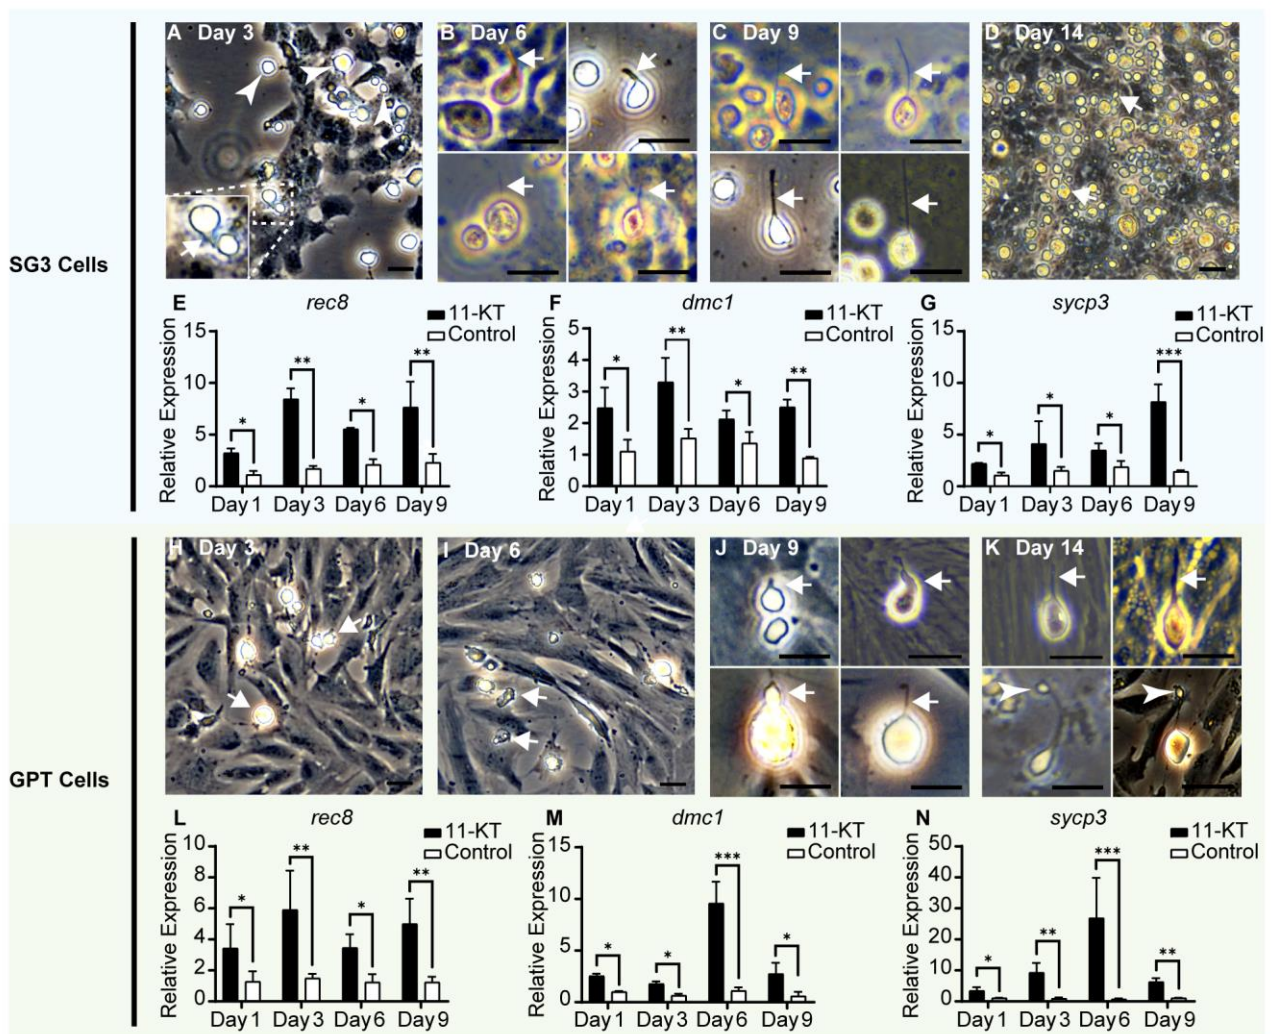 A Day 3
B Day 6
C Day 9
D Day 14
SG3 Cells
E rec8
11-KT
Control
Relative Expression
15
10
5
0
Day 1 Day 3 Day 6 Day 9
* ** * **
F dmc1
11-KT
Control
Relative Expression
5
4
3
2
1
0
Day 1 Day 3 Day 6 Day 9
* ** * **
G sycp3
11-KT
Control
Relative Expression
15
10
5
0
Day 1 Day 3 Day 6 Day 9
* * * ***
H Day 3
I Day 6
J Day 9
K Day 14
GPT Cells
L rec8
11-KT
Control
Relative Expression
10
8
6
4
2
0
Day 1 Day 3 Day 6 Day 9
* ** * **
M dmc1
11-KT
Control
Relative Expression
15
10
5
0
Day 1 Day 3 Day 6 Day 9
* * *** *
N sycp3
11-KT
Control
Relative Expression
50
40
30
20
10
0
Day 1 Day 3 Day 6 Day 9
* ** *** **